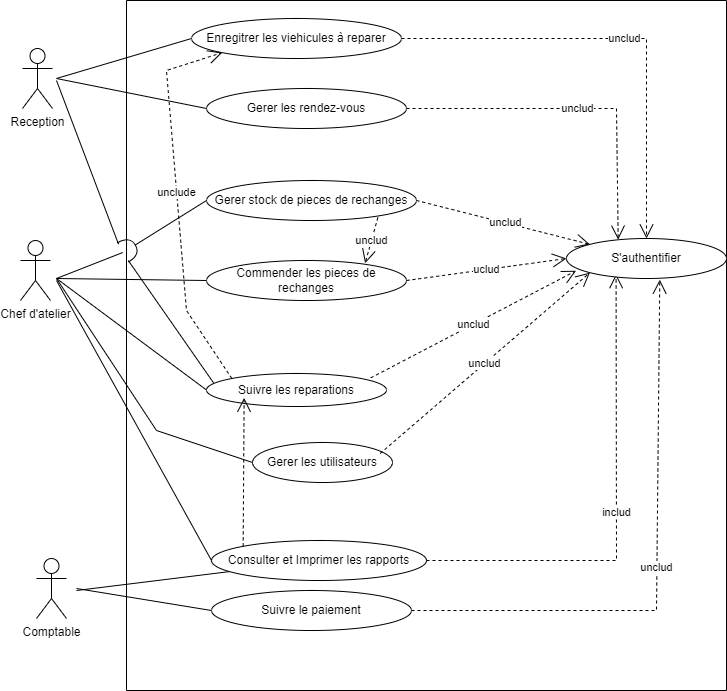 Enregitrer les viehicules à reparer
unclud
Reception
Gerer les rendez-vous
unclud
unclude
Gerer stock de pieces de rechanges
unclud
unclud
S'authentifier
Commender les pieces de
rechanges
uclud
Chef d'atelier
unclud
unclud
Suivre les reparations
Gerer les utilisateurs
includ
Consulter et Imprimer les rapports
unclud
Suivre le paiement
Comptable